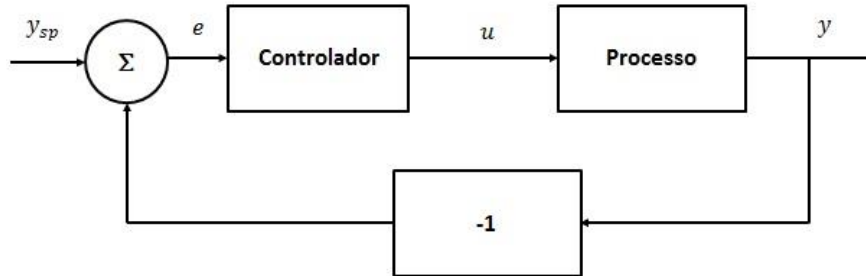 y_sp
e
u
y
Σ
Controlador
Processo
-1